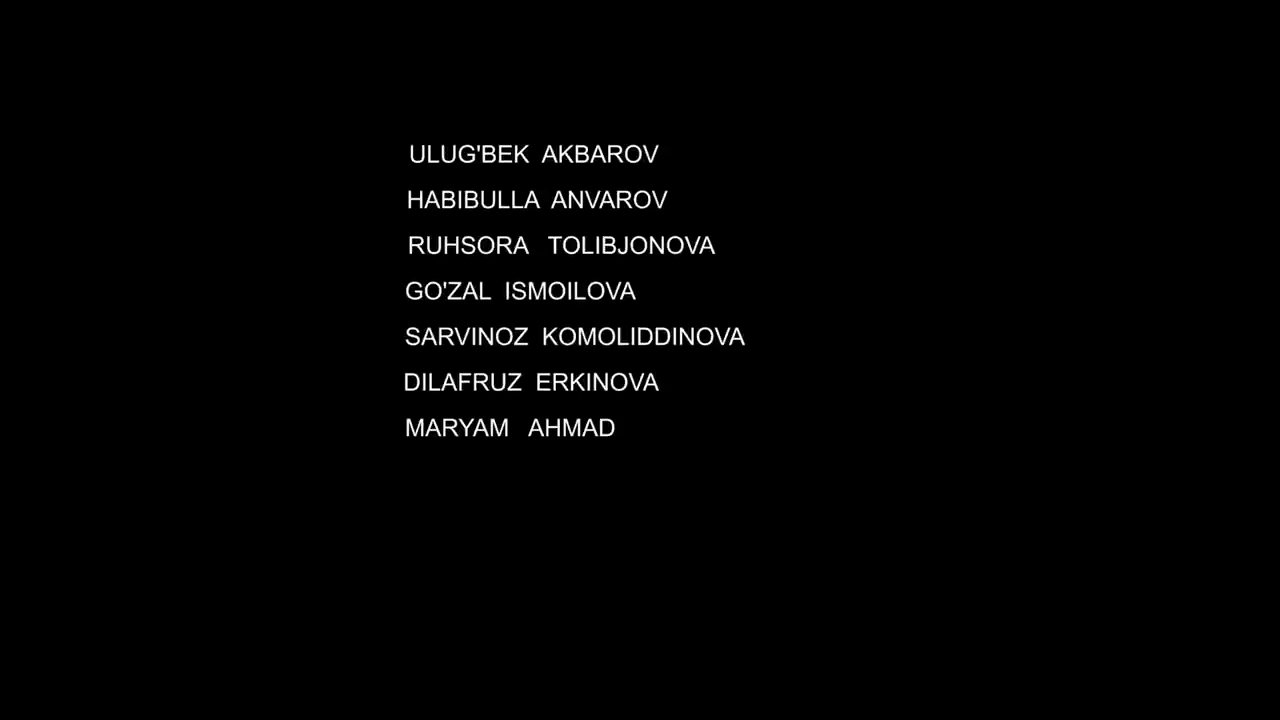 ULUG'BEK AKBAROV
HABIBULLA ANVAROV
RUHSORA TOLIBJONOVA
GO'ZAL ISMOILOVA
SARVINOZ KOMOLIDDINOVA
DILAFRUZ ERKINOVA
MARYAM AHMAD